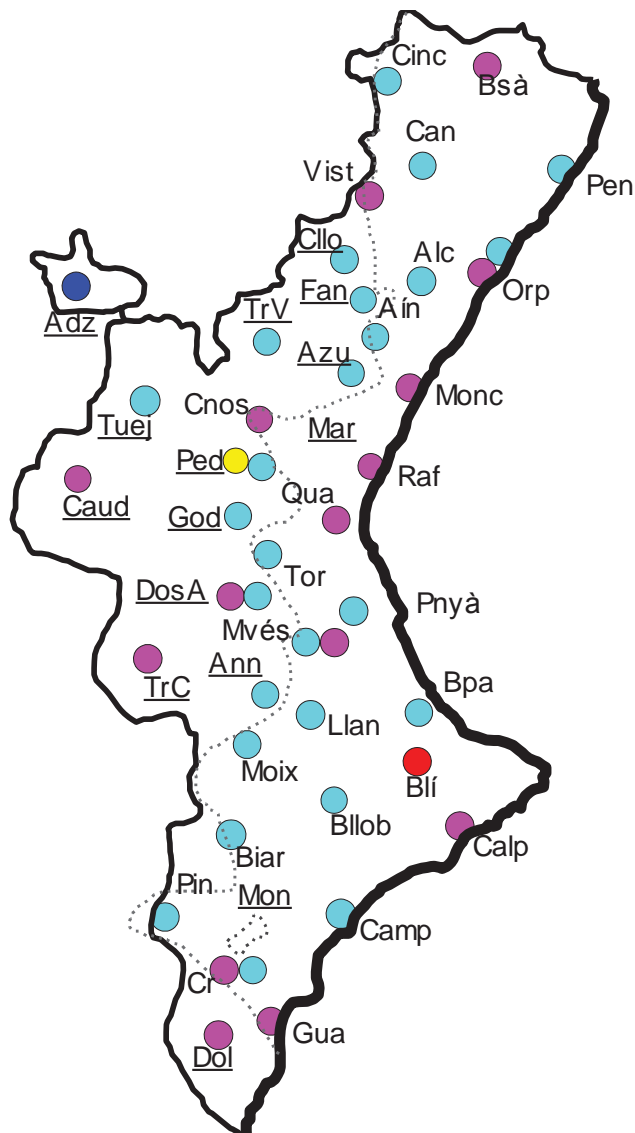 Cinc
Bsà
Can
Vist
Pen
Cllo
Alc
Fan
Orp
Adz
TrV
Aín
Azu
Cnos
Monc
Tuej
Mar
Ped
Raf
Caud
Qua
God
Tor
DosA
Pnyà
Mvés
Ann
TrC
Bpa
Llan
Moix
Blí
Bllob
Calp
Biar
Pin
Mon
Camp
Cr
Gua
Dol